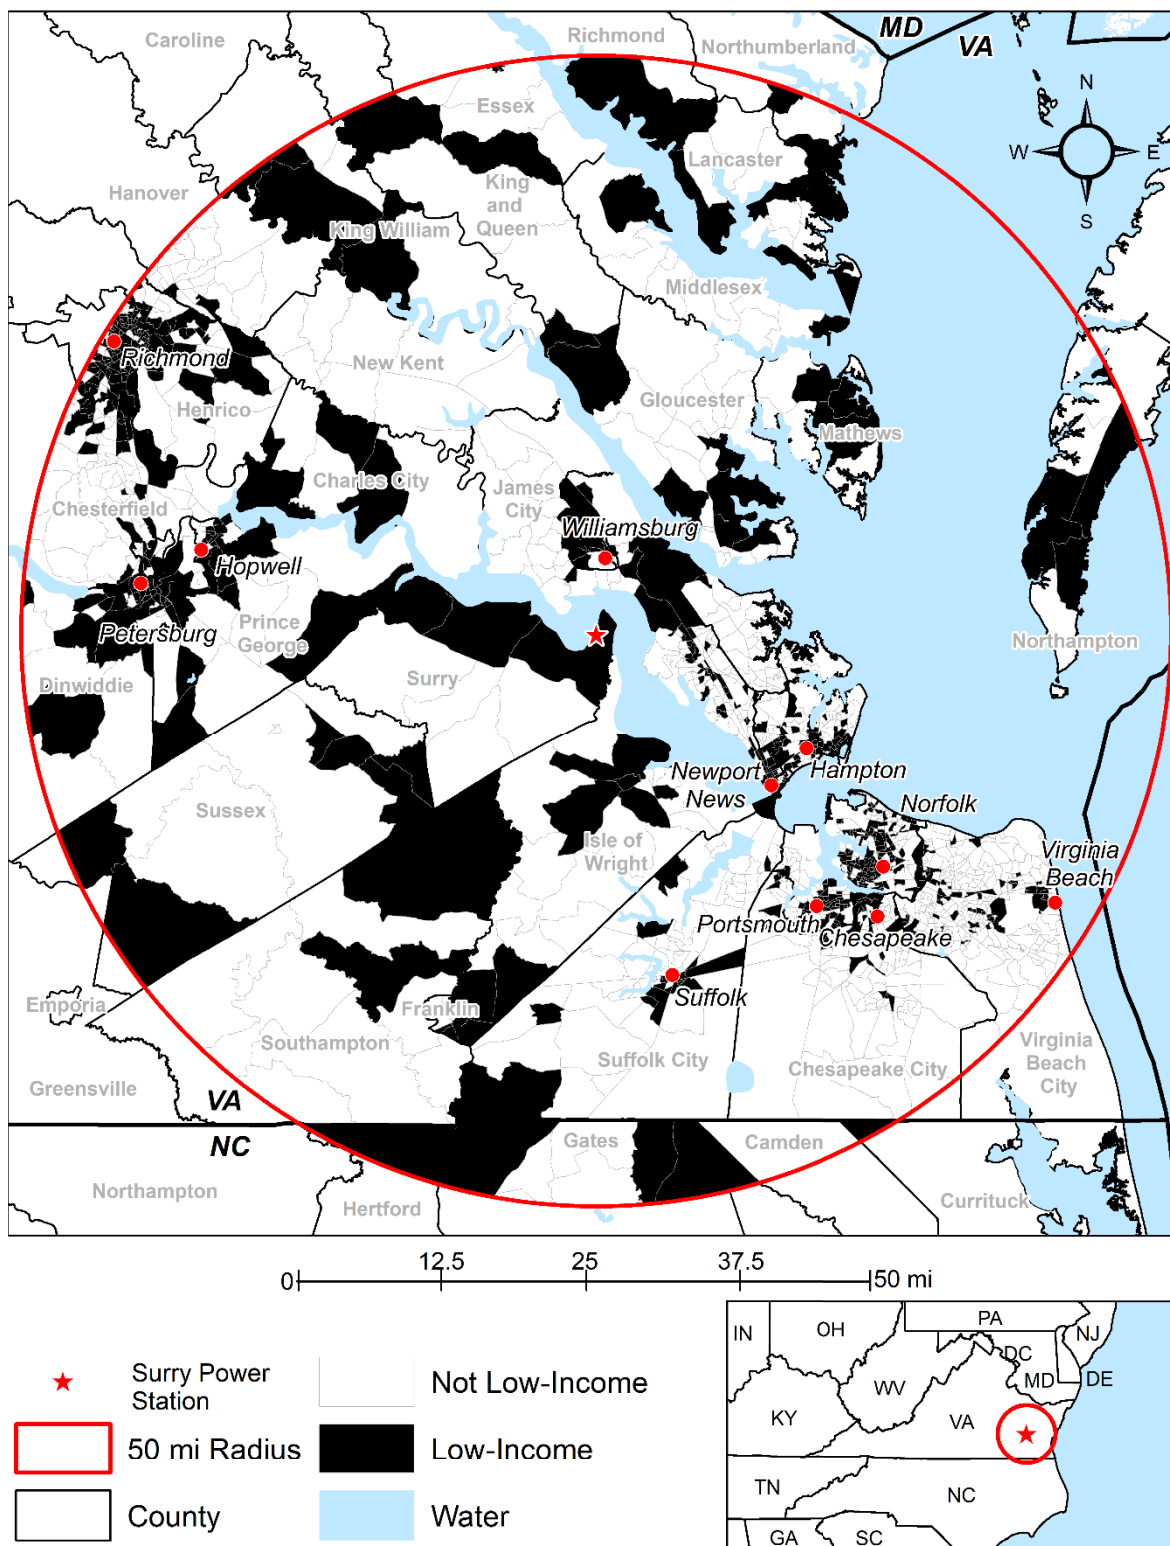 Caroline
Richmond
Northumberland
MD
VA
N
W
E
S
Essex
Lancaster
Hanover
King
and
Queen
King William
Middlesex
Richmond
New Kent
Henrico
Gloucester
Mathews
Charles City
James
City
Chesterfield
Williamsburg
Hopwell
Petersburg
Prince
George
Northampton
Dinwiddie
Surry
Newport
News
Hampton
Norfolk
Sussex
Isle of
Wright
Virginia
Beach
Portsmouth
Chesapeake
Suffolk
Emporia
Franklin
Southampton
Suffolk City
Chesapeake City
Virginia
Beach
City
Greensville
VA
NC
Gates
Camden
Northampton
Hertford
Currituck
0
12.5
25
37.5
50 mi
Surry Power
Station
Not Low-Income
50 mi Radius
Low-Income
County
Water
IN
OH
PA
NJ
DC
MD
DE
WV
KY
VA
TN
NC
GA
SC